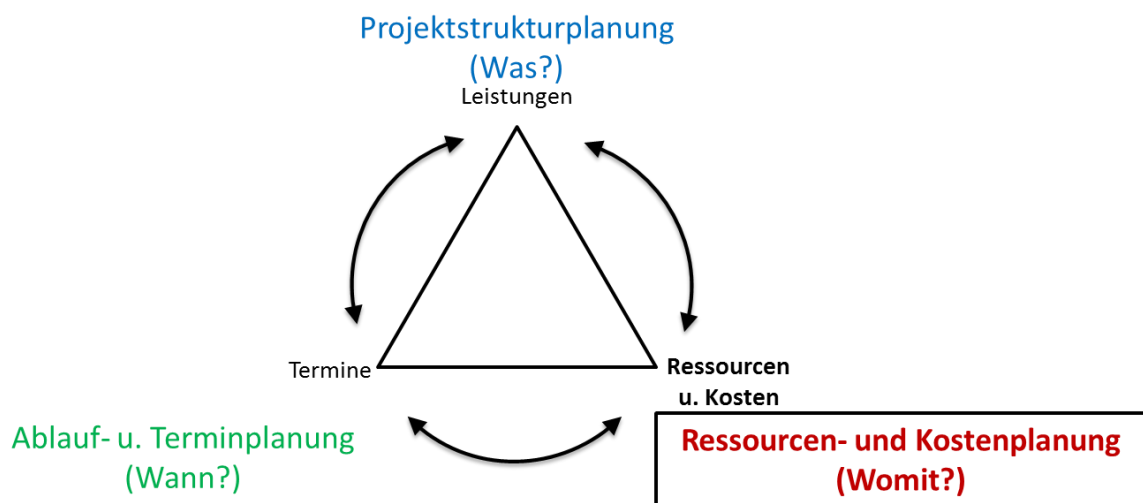 Projektstrukturplanung
(Was?)
Leistungen
Termine
Ressourcen
u. Kosten
Ablauf- u. Terminplanung
(Wann?)
Ressourcen- und Kostenplanung
(Womit?)